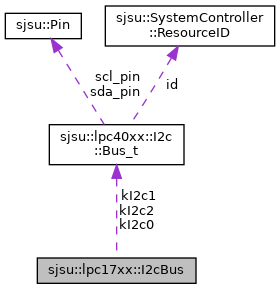 sjsu::Pin
sjsu::SystemController
::ResourceID
scl_pin
sda_pin
id
sjsu::lpc40xx::I2c
::Bus_t
kI2c1
kI2c2
kI2c0
sjsu::lpc17xx::I2cBus